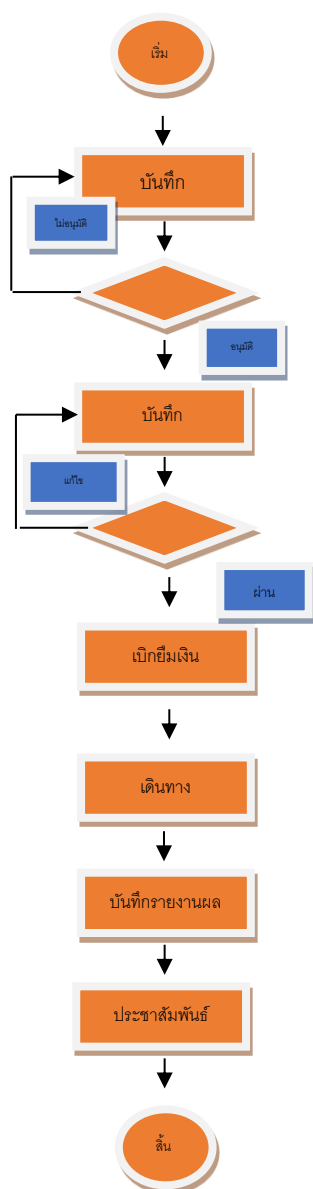 เริ่ม
บันทึก
ไม่อนุมัติ
อนุมัติ
บันทึก
แก้ไข
ผ่าน
เบิกยืมเงิน
เดินทาง
บันทึกรายงานผล
ประชาสัมพันธ์
สิ้น